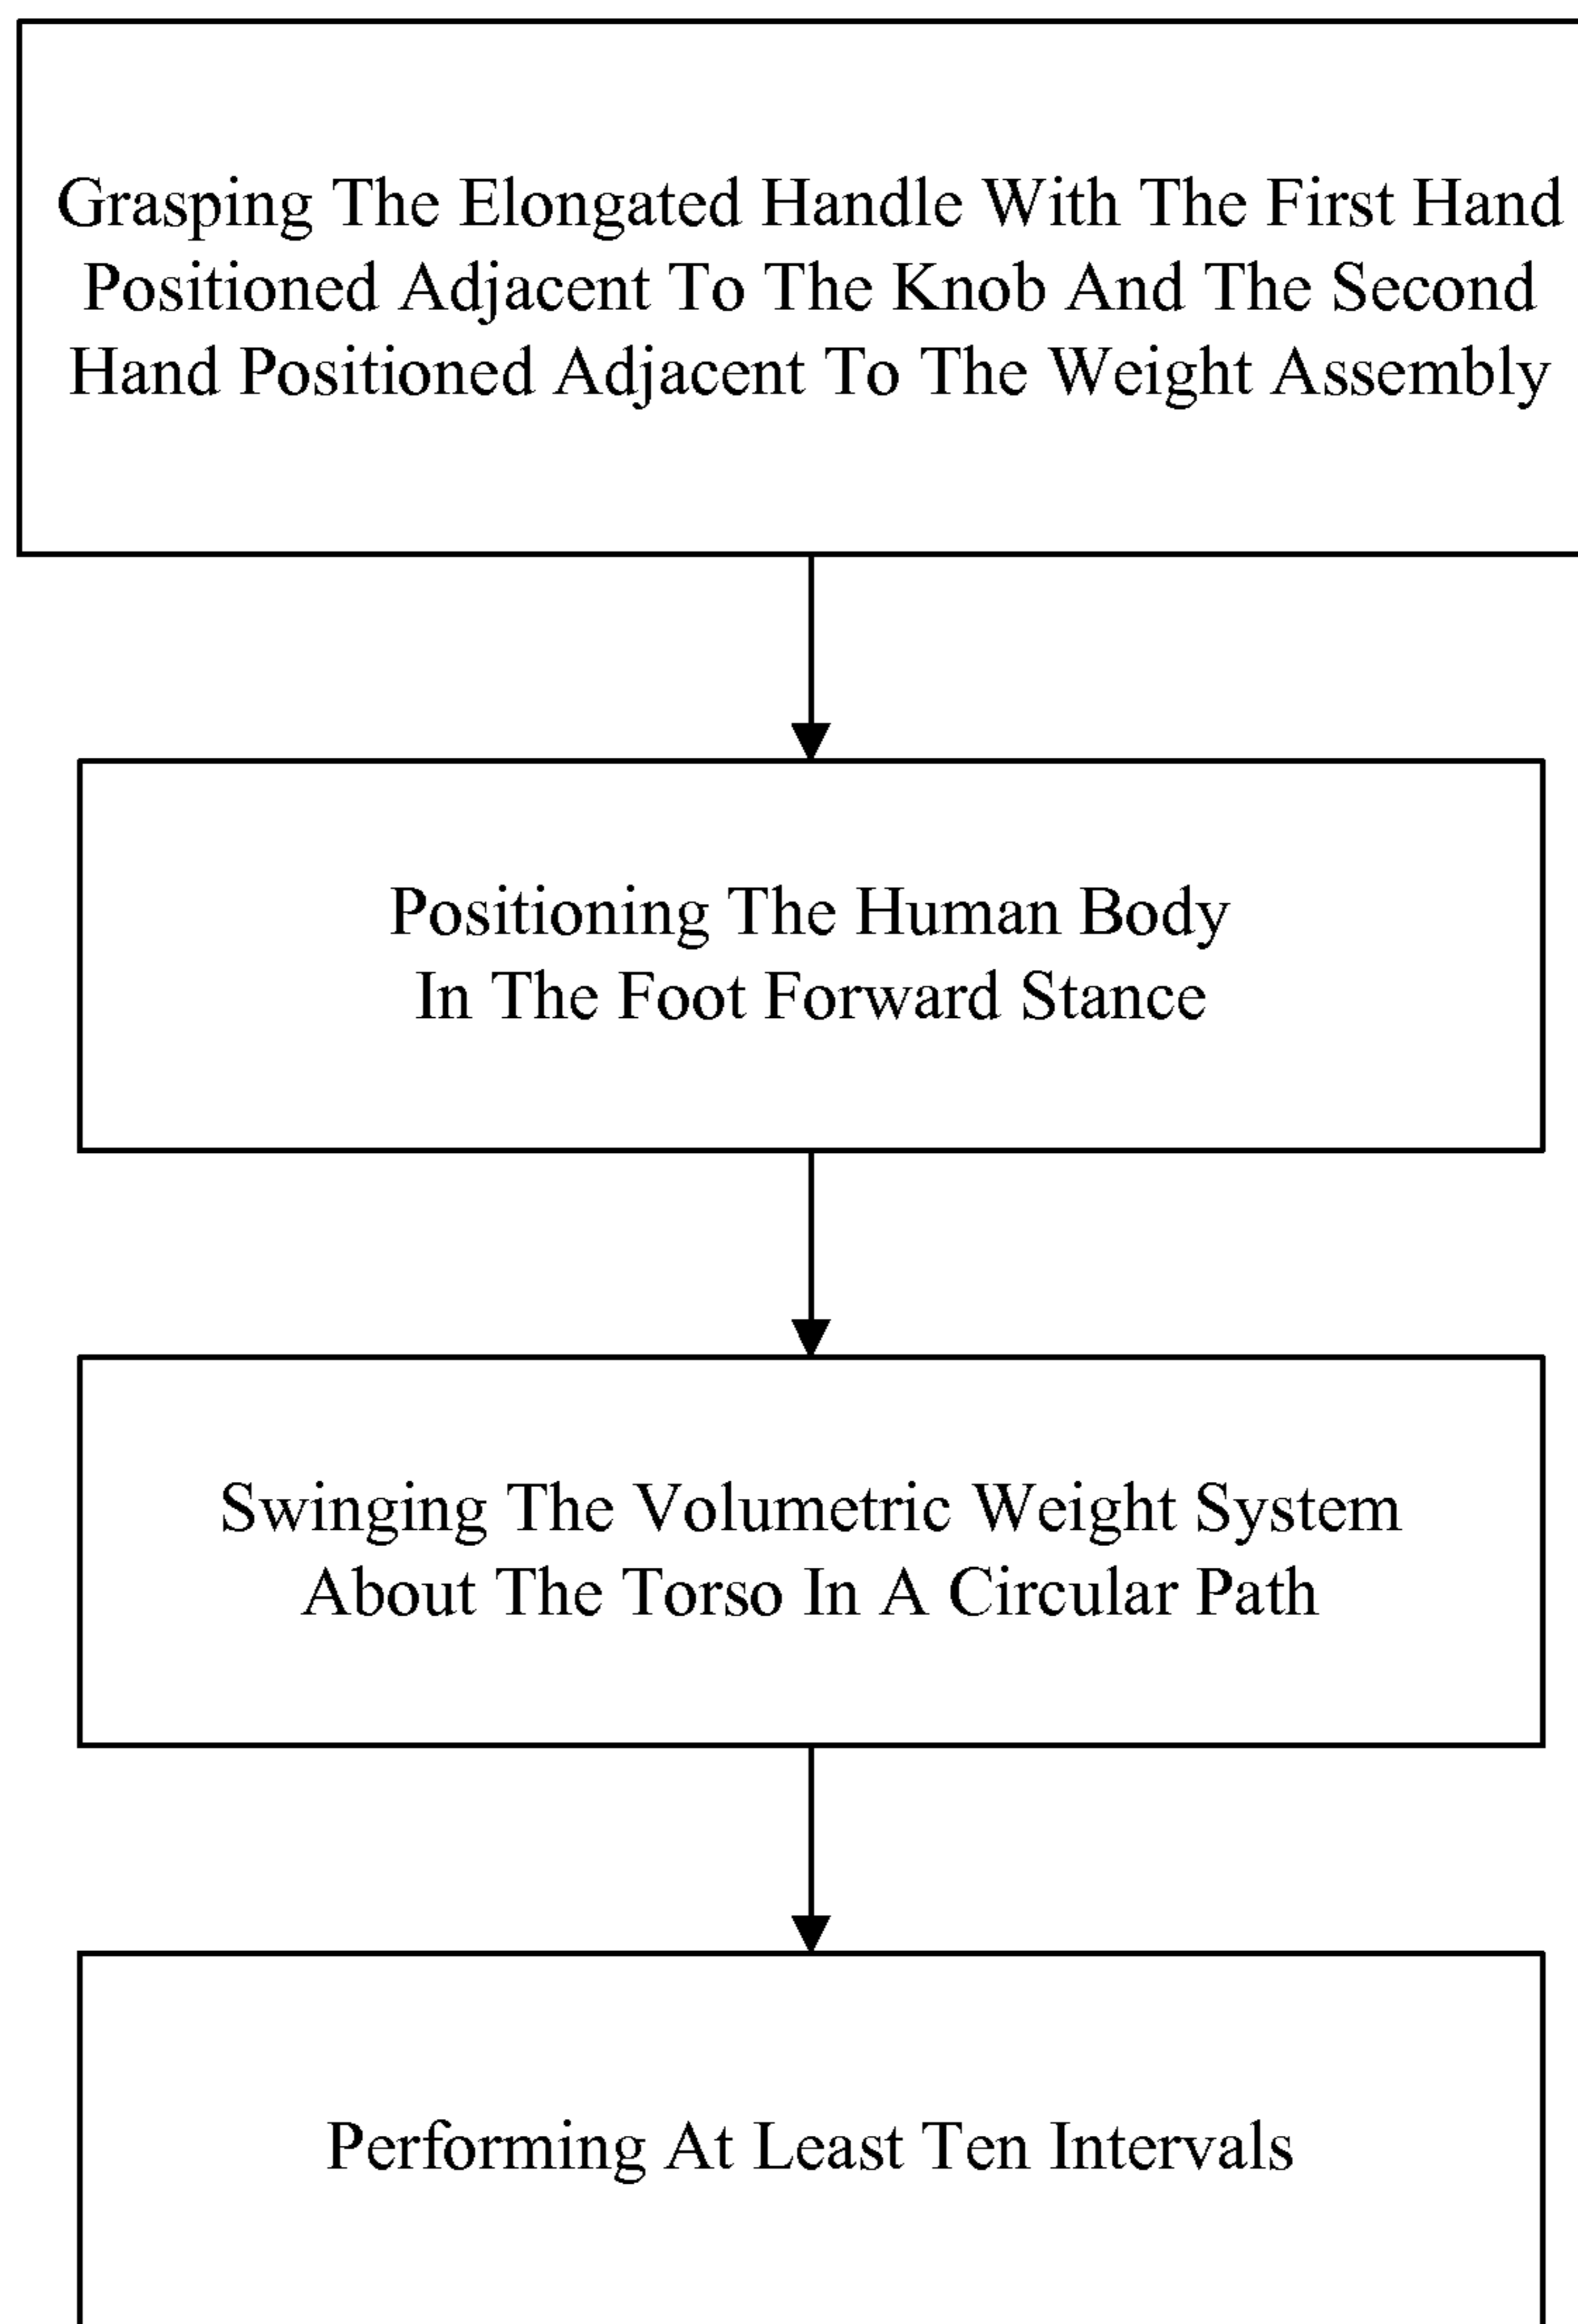 Grasping The Elongated Handle With The First Hand
Positioned Adjacent To The Knob And The Second
Hand Positioned Adjacent To The Weight Assembly
Positioning The Human Body
In The Foot Forward Stance
Swinging The Volumetric Weight System
About The Torso In A Circular Path
Performing At Least Ten Intervals